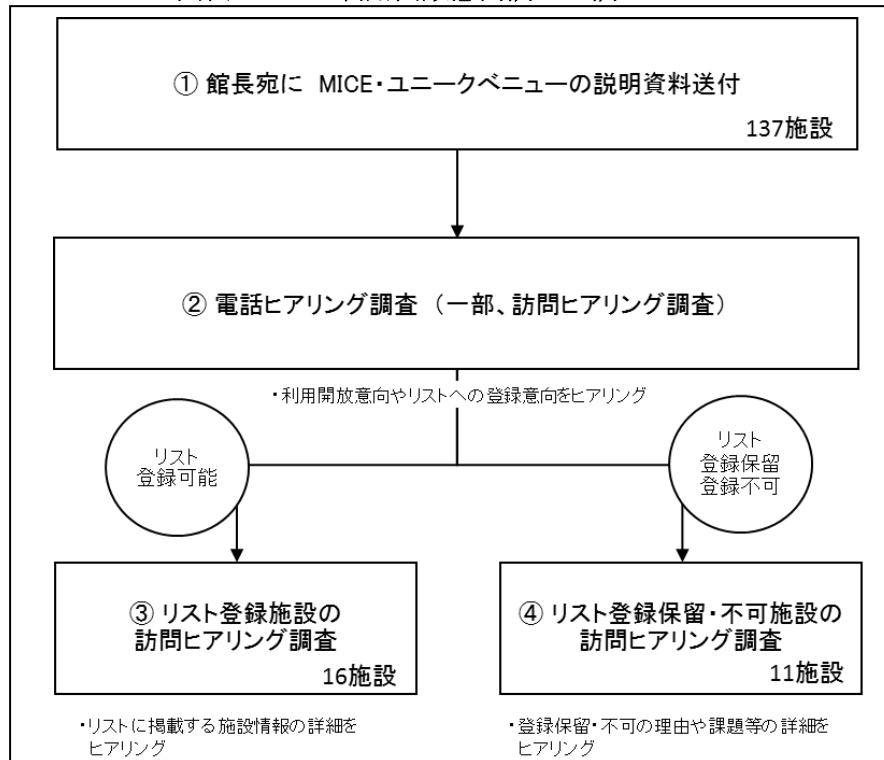 ① 館長宛に MICE・ユニークベニューの説明資料送付
137施設
② 電話ヒアリング調査（一部、訪問ヒアリング調査）
・利用開放意向やリストへの登録意向をヒアリング
リスト
登録可能
リスト
登録保留
登録不可
③ リスト登録施設の
訪問ヒアリング調査
16施設
④ リスト登録保留・不可施設の
訪問ヒアリング調査
11施設
・リストに掲載する施設情報の詳細を
ヒアリング
・登録保留・不可の理由や課題等の詳細を
ヒアリング